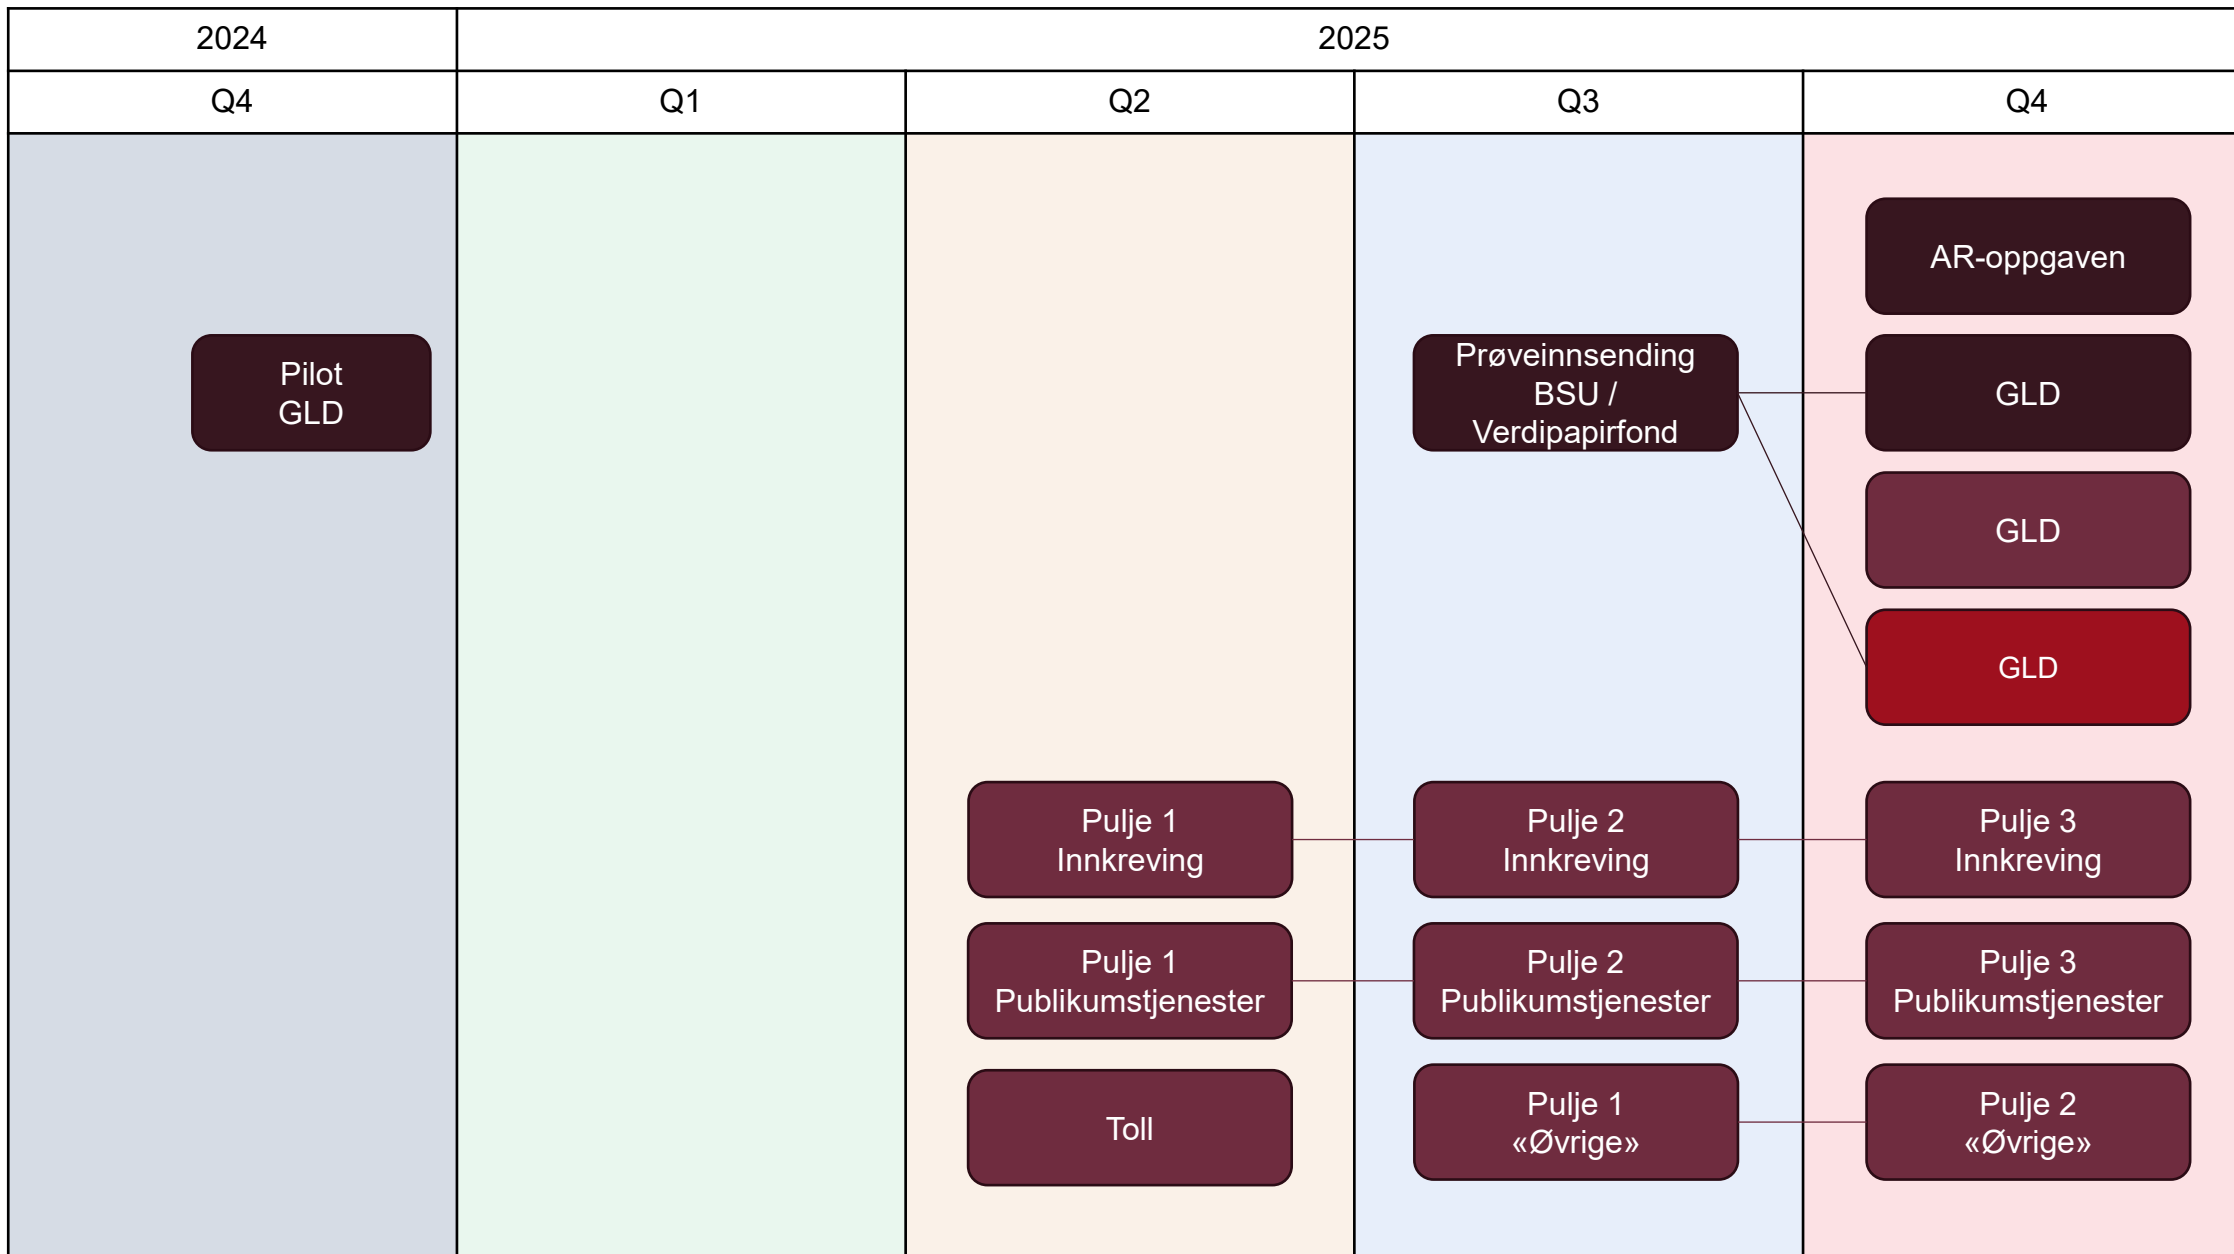 2024
2025
Q4
Q1
Q2
Q3
Q4
AR-oppgaven
Pilot
GLD
Prøveinnsending
BSU /
Verdipapirfond
GLD
GLD
GLD
Pulje 1
Innkreving
Pulje 2
Innkreving
Pulje 3
Innkreving
Pulje 1
Publikumstjenester
Pulje 2
Publikumstjenester
Pulje 3
Publikumstjenester
Toll
Pulje 1
«Øvrige»
Pulje 2
«Øvrige»